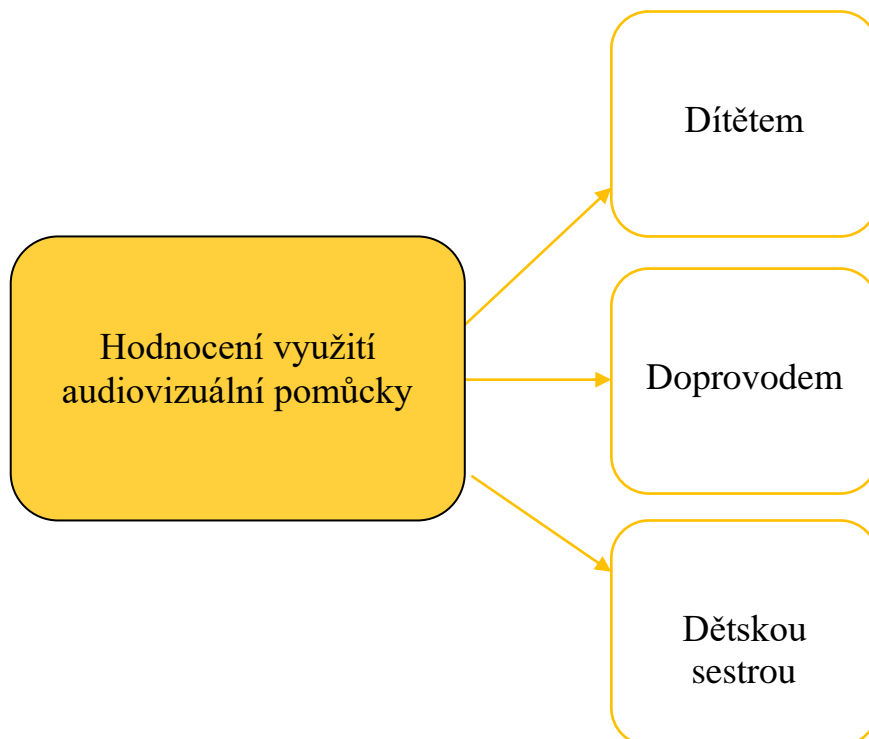 Dítětem
Hodnocení využití
audiovizuální pomůcky
Doprovodem
Dětskou
sestrou